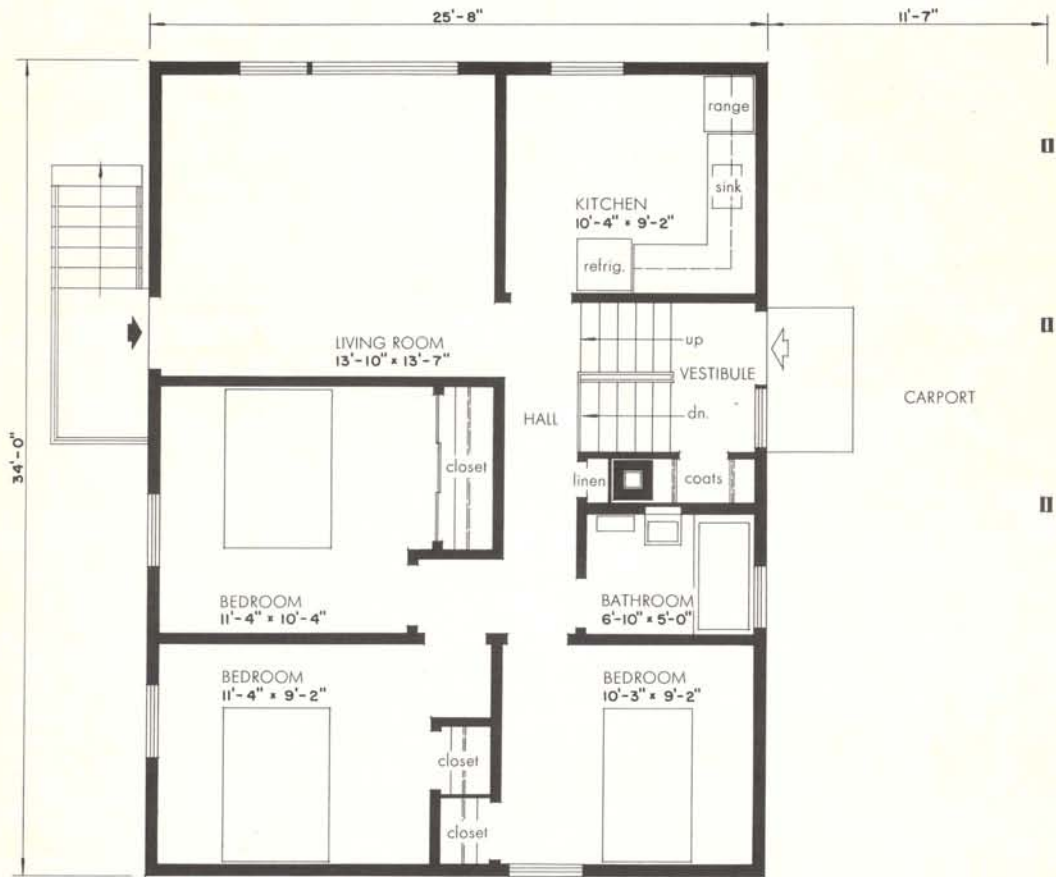 25'-8"
11'-7"
range
sink
KITCHEN
10'-4" x 9'-2"
refrig.
LIVING ROOM
13'-10" x 13'-7"
up
VESTIBULE
HALL
dn.
CARPORT
34'-0"
closet
linen
coats
BEDROOM
11'-4" x 10'-4"
BATHROOM
6'-10" x 5'-0"
BEDROOM
11'-4" x 9'-2"
BEDROOM
10'-3" x 9'-2"
closet
closet